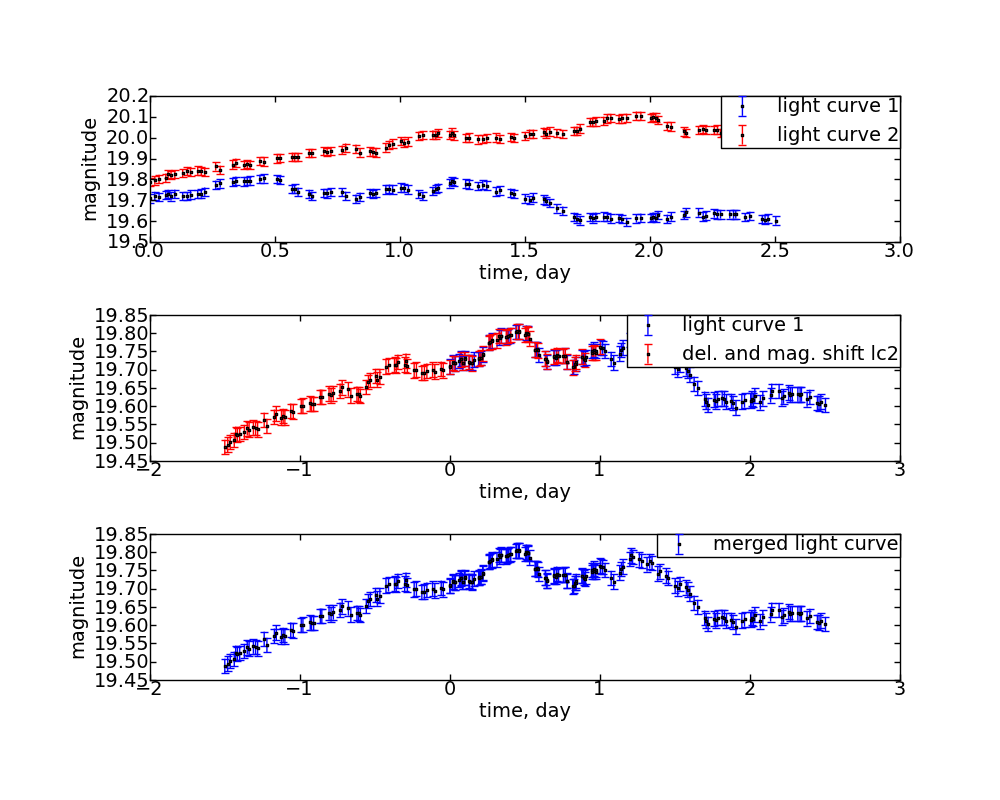 20.2
20.1
20.0
19.9
19.8
19.7
19.6
19.5
magnitude
light curve 1
light curve 2
0.0 0.5 1.0 1.5 2.0 2.5 3.0
time, day
19.85
19.80
19.75
19.70
19.65
19.60
19.55
19.50
19.45
magnitude
light curve 1
del. and mag. shift lc2
−2 −1 0 1 2 3
time, day
19.85
19.80
19.75
19.70
19.65
19.60
19.55
19.50
19.45
magnitude
merged light curve
−2 −1 0 1 2 3
time, day